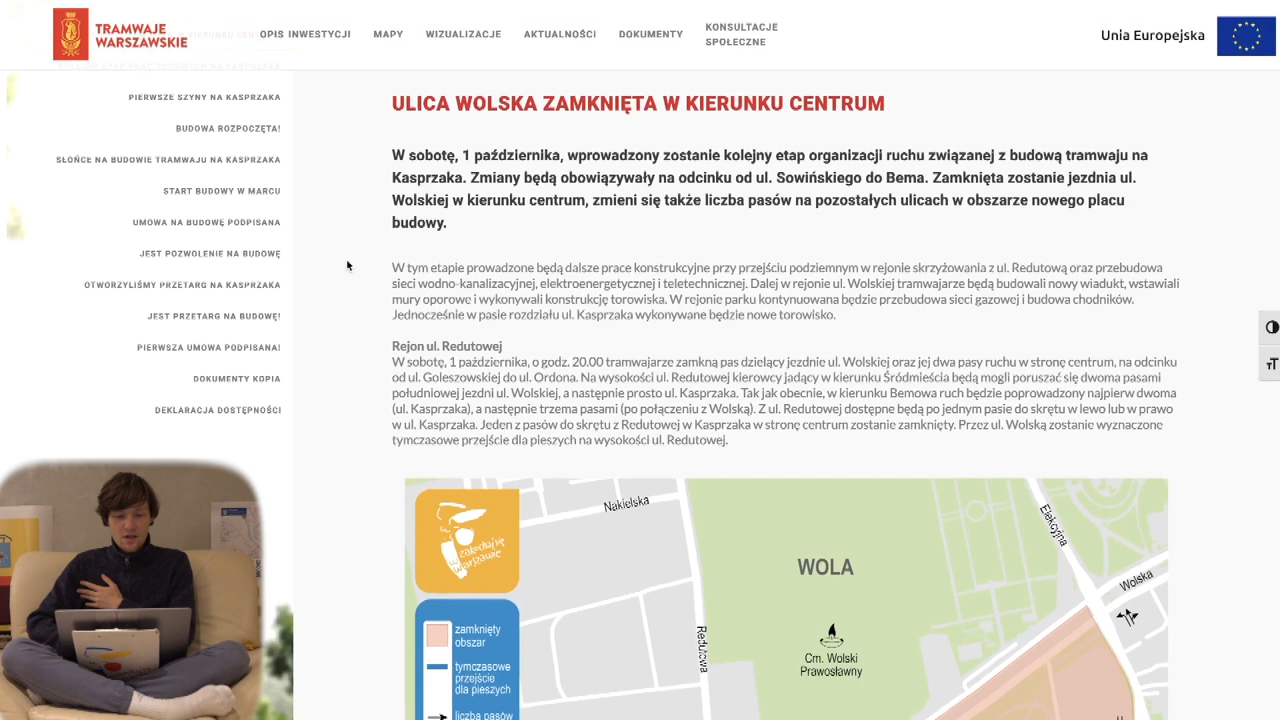 TRAMWAJE
WARSZAWSKIE
OPIS INWESTYCJI
MAPY
WIZUALIZACJE
AKTUALNOŚCI
DOKUMENTY
KONSULTACJE
SPOŁECZNE
Unia Europejska
PIERWSZE SZYNY NA KASPRZAKA
BUDOWA ROZPOCZĘTA!
SŁOŃCE NA BUDOWIE TRAMWAJU NA KASPRZAKA
START BUDOWY W MARCU
UMOWA NA BUDOWĘ PODPISANA
JEST POZWOLENIE NA BUDOWĘ
OTWORZYLIŚMY PRZETARG NA KASPRZAKA
JEST PRZETARG NA BUDOWĘ!
PIERWSZA UMOWA PODPISANA!
DOKUMENTY KOPIA
DEKLARACJA DOSTĘPNOŚCI
ULICA WOLSKA ZAMKNIĘTA W KIERUNKU CENTRUM
W sobotę, 1 października, wprowadzony zostanie kolejny etap organizacji ruchu związanej z budową tramwaju na
Kasprzaka. Zmiany będą obowiązywały na odcinku od ul. Sowińskiego do Bema. Zamknięta zostanie jezdnia ul.
Wolskiej w kierunku centrum, zmieni się także liczba pasów na pozostałych ulicach w obszarze nowego placu
budowy.
W tym etapie prowadzone będą dalsze prace konstrukcyjne przy przejściu podziemnym w rejonie skrzyżowania z ul. Redutową oraz przebudowa
sieci wodno-kanalizacyjnej, elektroenergetycznej i teletechnicznej. Dalej w rejonie ul. Wolskiej tramwajarze będą budowali nowy wiadukt, wstawiali
mury oporowe i wykonywali konstrukcję torowiska. W rejonie parku kontynuowana będzie przebudowa sieci gazowej i budowa chodników.
Jednocześnie w pasie rozdziału ul. Kasprzaka wykonywane będzie nowe torowisko.
Rejon ul. Redutowej
W sobotę, 1 października, o godz. 20.00 tramwajarze zamkną pas dzielący jezdnie ul. Wolskiej oraz jej dwa pasy ruchu w stronę centrum, na odcinku
od ul. Goleszowskiej do ul. Ordona. Na wysokości ul. Redutowej kierowcy jadący w kierunku Śródmieścia będą mogli poruszać się dwoma pasami
południowej jezdni ul. Wolskiej, a następnie prosto ul. Kasprzaka. Tak jak obecnie, w kierunku Bemowa ruch będzie poprowadzony najpierw dwoma
(ul. Kasprzaka), a następnie trzema pasami (po połączeniu z Wolską). Z ul. Redutowej dostępne będą po jednym pasie do skrętu w lewo lub w prawo
w ul. Kasprzaka. Jeden z pasów do skrętu z Redutowej w Kasprzaka w stronę centrum zostanie zamknięty. Przez ul. Wolską zostanie wyznaczone
tymczasowe przejście dla pieszych na wysokości ul. Redutowej.
zakochaj się
w Warszawie
zamknięty
obszar
tymczasowe
przejście
dla pieszych
liczba pasów
Nakielska
Redutowa
WOLA
Cm. Wolski
Prawosławny
Elekcyjna
Wolska